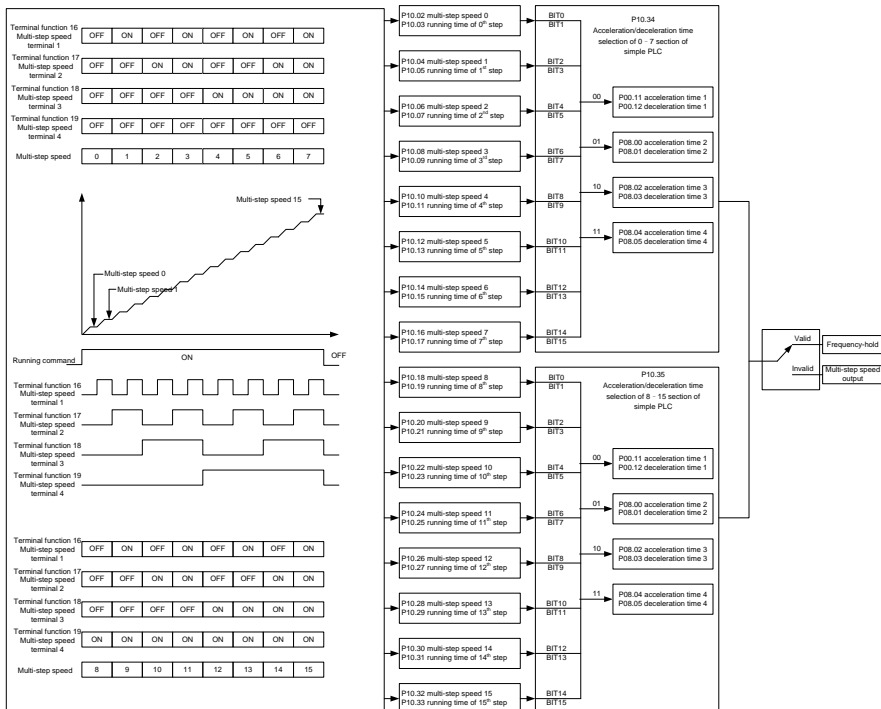 Terminal function 16
Multi-step speed
terminal 1
OFF ON OFF ON OFF ON OFF ON
Terminal function 17
Multi-step speed
terminal 2
OFF OFF ON ON OFF OFF ON ON
Terminal function 18
Multi-step speed
terminal 3
OFF OFF OFF OFF ON ON ON ON
Terminal function 19
Multi-step speed
terminal 4
OFF OFF OFF OFF OFF OFF OFF OFF
Multi-step speed 0 1 2 3 4 5 6 7
Multi-step speed 15
Multi-step speed 0
Multi-step speed 1
Running command
ON
OFF
Terminal function 16
Multi-step speed
terminal 1
Terminal function 17
Multi-step speed
terminal 2
Terminal function 18
Multi-step speed
terminal 3
Terminal function 19
Multi-step speed
terminal 4
Terminal function 16
Multi-step speed
terminal 1
OFF ON OFF ON OFF ON OFF ON
Terminal function 17
Multi-step speed
terminal 2
OFF OFF ON ON OFF OFF ON ON
Terminal function 18
Multi-step speed
terminal 3
OFF OFF OFF OFF ON ON ON ON
Terminal function 19
Multi-step speed
terminal 4
ON ON ON ON ON ON ON ON
Multi-step speed 8 9 10 11 12 13 14 15
P10.02 multi-step speed 0
P10.03 running time of 0th step
P10.04 multi-step speed 1
P10.05 running time of 1st step
P10.06 multi-step speed 2
P10.07 running time of 2nd step
P10.08 multi-step speed 3
P10.09 running time of 3rd step
P10.10 multi-step speed 4
P10.11 running time of 4th step
P10.12 multi-step speed 5
P10.13 running time of 5th step
P10.14 multi-step speed 6
P10.15 running time of 6th step
P10.16 multi-step speed 7
P10.17 running time of 7th step
P10.18 multi-step speed 8
P10.19 running time of 8th step
P10.20 multi-step speed 9
P10.21 running time of 9th step
P10.22 multi-step speed 10
P10.23 running time of 10th step
P10.24 multi-step speed 11
P10.25 running time of 11th step
P10.26 multi-step speed 12
P10.27 running time of 12th step
P10.28 multi-step speed 13
P10.29 running time of 13th step
P10.30 multi-step speed 14
P10.31 running time of 14th step
P10.32 multi-step speed 15
P10.33 running time of 15th step
BIT0
BIT1
BIT2
BIT3
BIT4
BIT5
BIT6
BIT7
BIT8
BIT9
BIT10
BIT11
BIT12
BIT13
BIT14
BIT15
P10.34
Acceleration/deceleration time
selection of 0 - 7 section of
simple PLC
00
P00.11 acceleration time 1
P00.12 deceleration time 1
01
P08.00 acceleration time 2
P08.01 deceleration time 2
10
P08.02 acceleration time 3
P08.03 deceleration time 3
11
P08.04 acceleration time 4
P08.05 deceleration time 4
BIT0
BIT1
BIT2
BIT3
BIT4
BIT5
BIT6
BIT7
BIT8
BIT9
BIT10
BIT11
BIT12
BIT13
BIT14
BIT15
P10.35
Acceleration/deceleration time
selection of 8 - 15 section of
simple PLC
00
P00.11 acceleration time 1
P00.12 deceleration time 1
01
P08.00 acceleration time 2
P08.01 deceleration time 2
10
P08.02 acceleration time 3
P08.03 deceleration time 3
11
P08.04 acceleration time 4
P08.05 deceleration time 4
Valid
Frequency-hold
Invalid
Multi-step speed
output